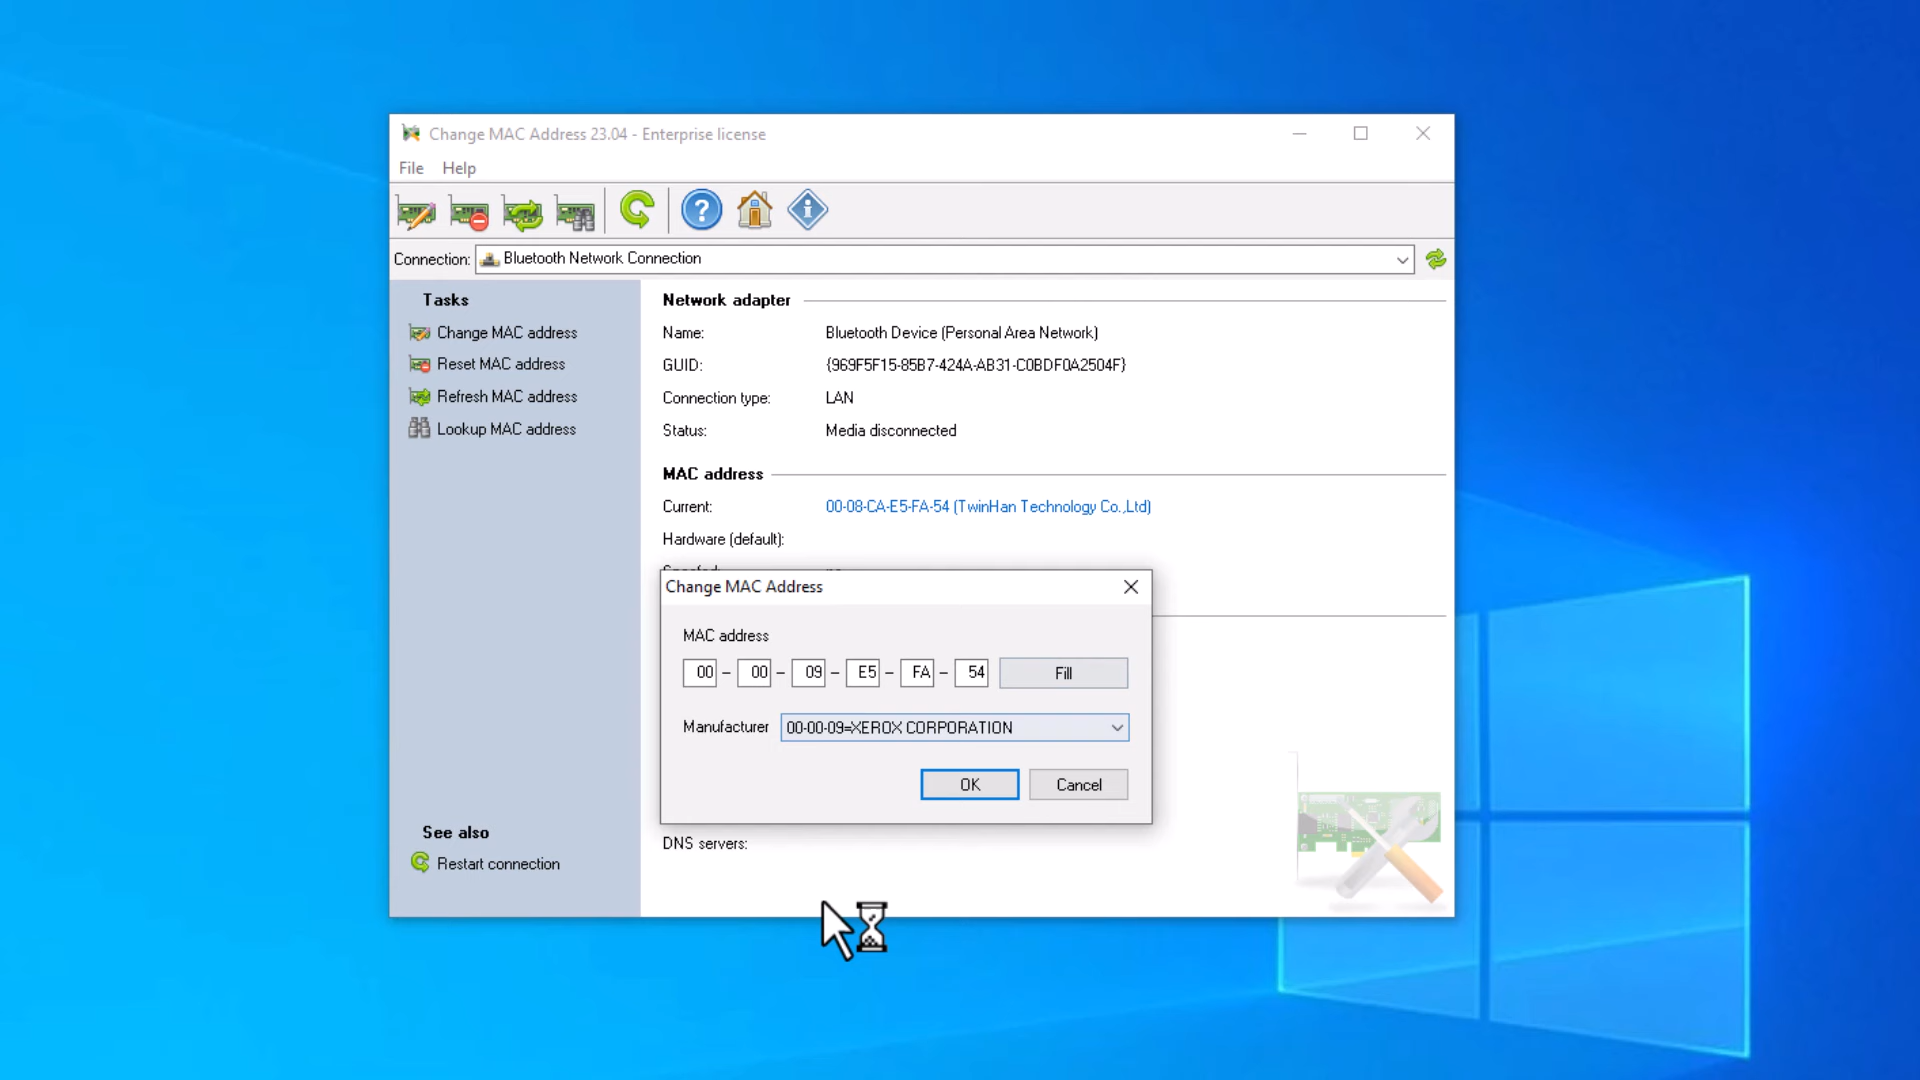 Change MAC Address 23.04 - Enterprise license
File Help
Connection: Bluetooth Network Connection
Tasks
Change MAC address
Reset MAC address
Refresh MAC address
Lookup MAC address
See also
Restart connection
Network adapter
Name: Bluetooth Device (Personal Area Network)
GUID: {969F5F15-85B7-424A-AB31-C0BDF0A2504F}
Connection type: LAN
Status: Media disconnected
MAC address
Current: 00-08-CA-E5-FA-54 (TwinHan Technology Co.,Ltd)
Hardware (default):
Change MAC Address
MAC address
00 - 00 - 09 - E5 - FA - 54 Fill
Manufacturer 00-00-09=XEROX CORPORATION
OK Cancel
DNS servers: